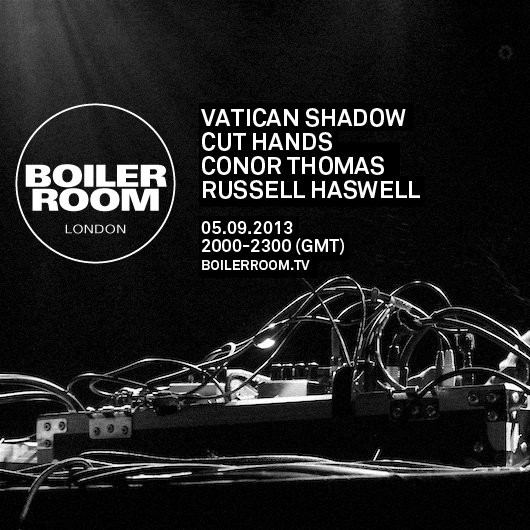 BOILER
ROOM
LONDON
VATICAN SHADOW
CUT HANDS
CONOR THOMAS
RUSSELL HASWELL
05.09.2013
2000-2300 (GMT)
BOILERROOM.TV